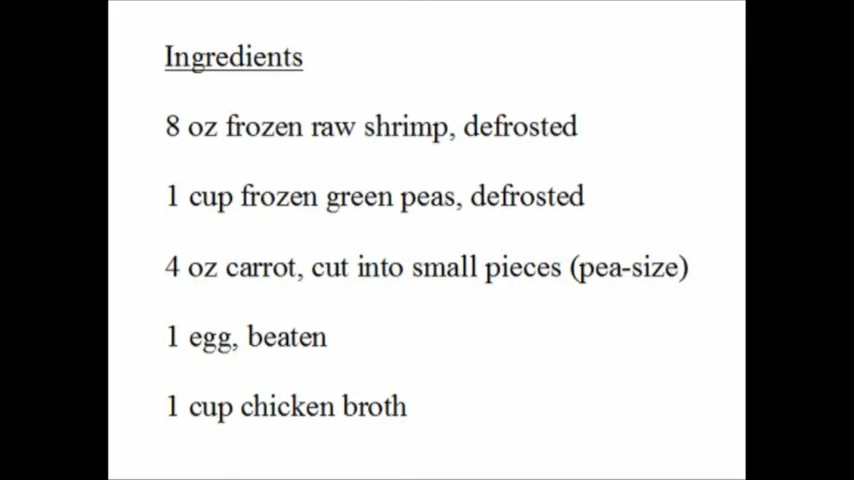 Ingredients
8 oz frozen raw shrimp, defrosted
1 cup frozen green peas, defrosted
4 oz carrot, cut into small pieces (pea-size)
1 egg, beaten
1 cup chicken broth